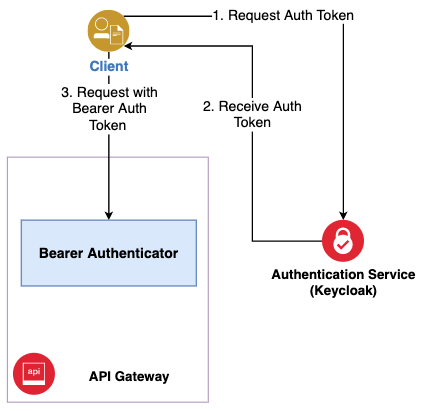 1. Request Auth Token
Client
3. Request with
Bearer Auth
Token
2. Receive Auth
Token
Bearer Authenticator
Authentication Service
(Keycloak)
api
API Gateway